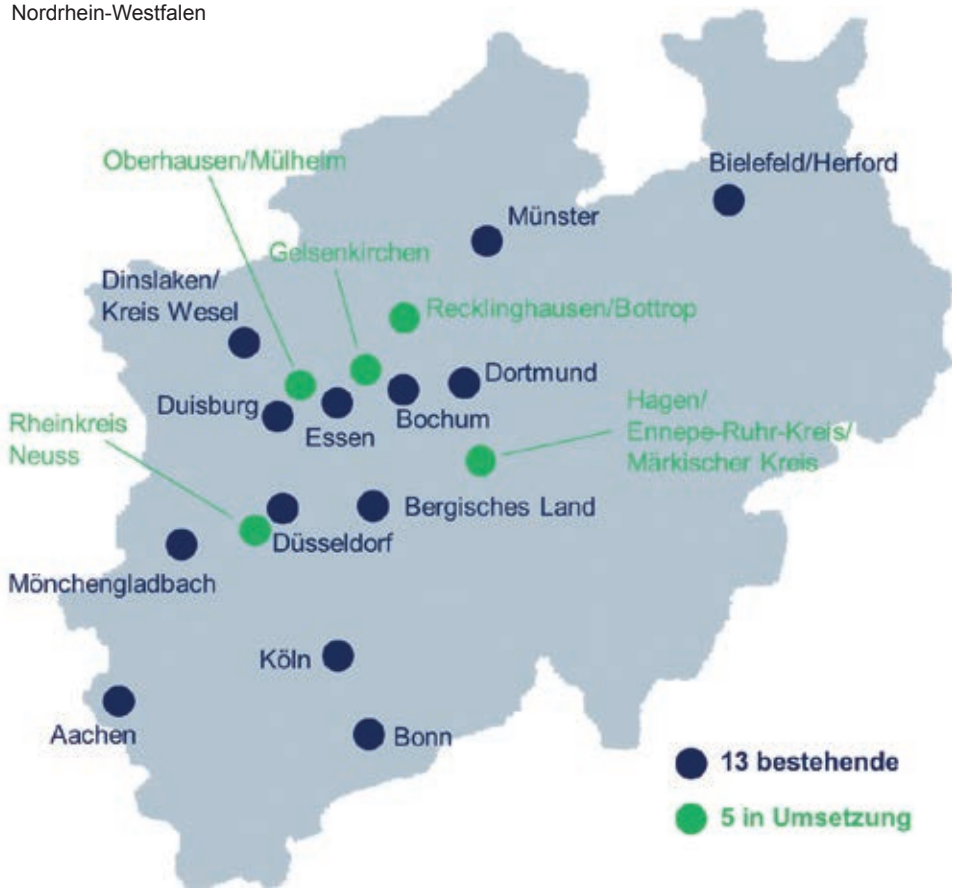 Nordrhein-Westfalen
Oberhausen/Mülheim
Bielefeld/Herford
Münster
Gelsenkirchen
Dinslaken/
Kreis Wesel
Recklinghausen/Bottrop
Dortmund
Duisburg
Essen
Bochum
Hagen/
Ennepe-Ruhr-Kreis/
Märkischer Kreis
Rheinkreis
Neuss
Bergisches Land
Düsseldorf
Mönchengladbach
Köln
Aachen
Bonn
13 bestehende
5 in Umsetzung